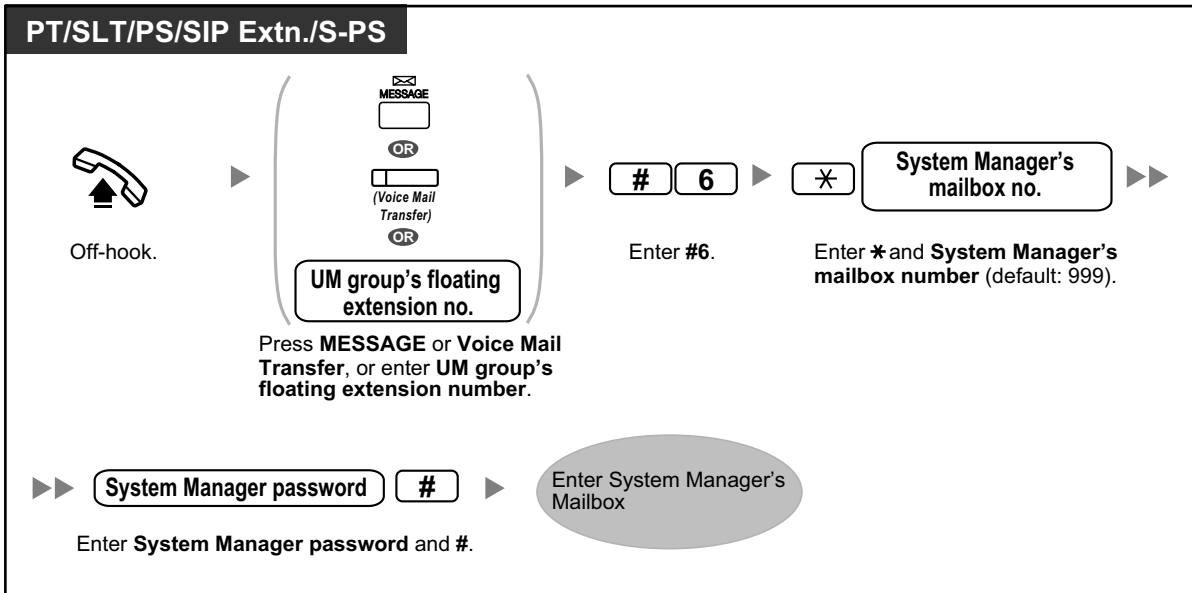 PT/SLT/PS/SIP Extn./S-PS
MESSAGE
OR
(Voice Mail
Transfer)
OR
UM group's floating
extension no.
# 6
* System Manager's
mailbox no.
Off-hook.
Press MESSAGE or Voice Mail
Transfer, or enter UM group's
floating extension number.
Enter #6.
Enter * and System Manager's
mailbox number (default: 999).
System Manager password #
Enter System Manager's
Mailbox
Enter System Manager password and #.